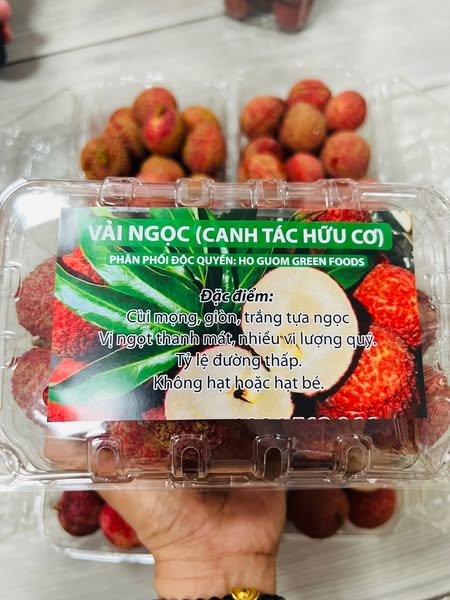 VẢI NGỌC (CANH TÁC HỮU CƠ)
PHÂN PHỐI ĐỘC QUYỀN: HO GUOM GREEN FOODS
Đặc điểm:
Cùi mọng, giòn, trắng tựa ngọc
Vị ngọt thanh mát, nhiều vi lượng quý.
Tỷ lệ đường thấp.
Không hạt hoặc hạt bé.